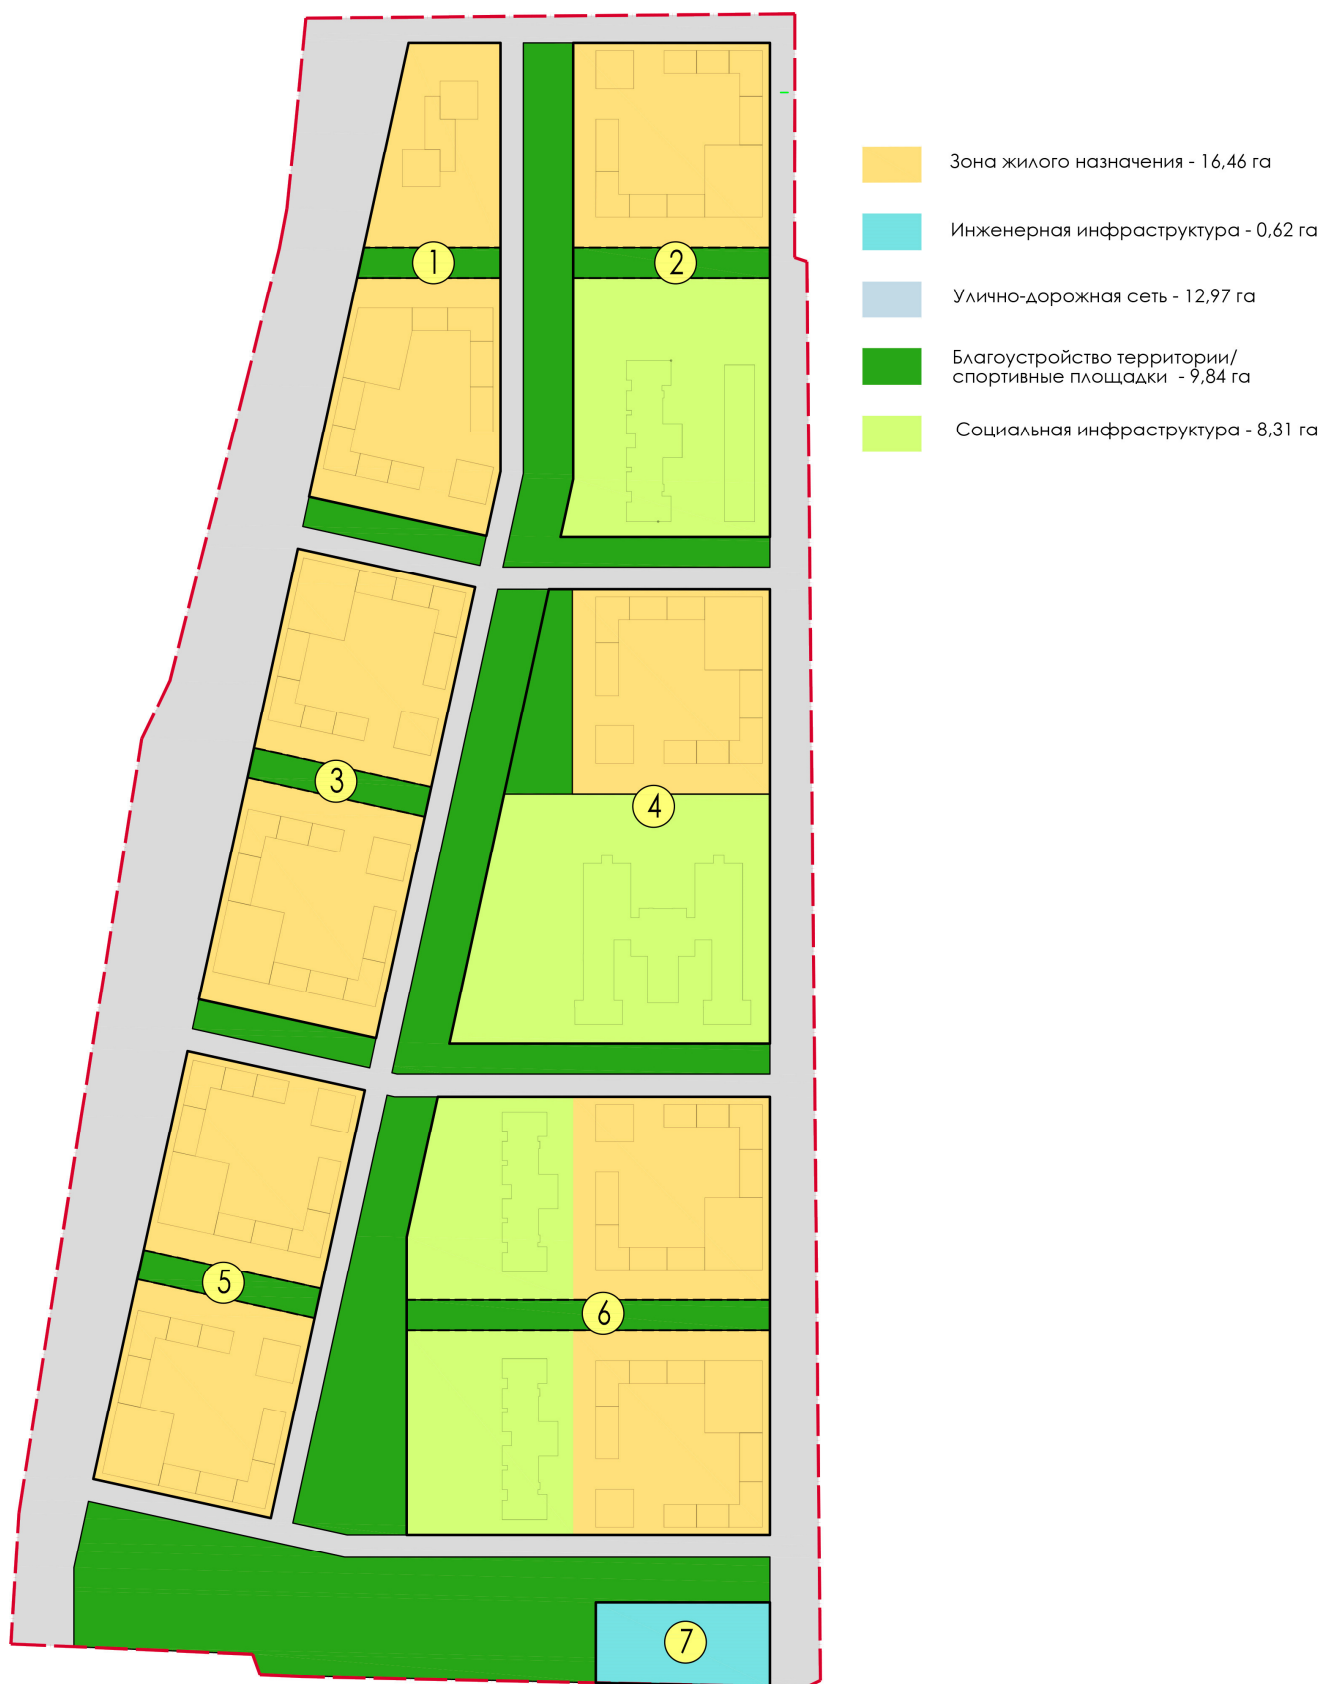 1
2
3
4
5
6
7
Зона жилого назначения - 16,46 га
Инженерная инфраструктура - 0,62 га
Улично-дорожная сеть - 12,97 га
Благоустройство территории/
спортивные площадки - 9,84 га
Социальная инфраструктура - 8,31 га